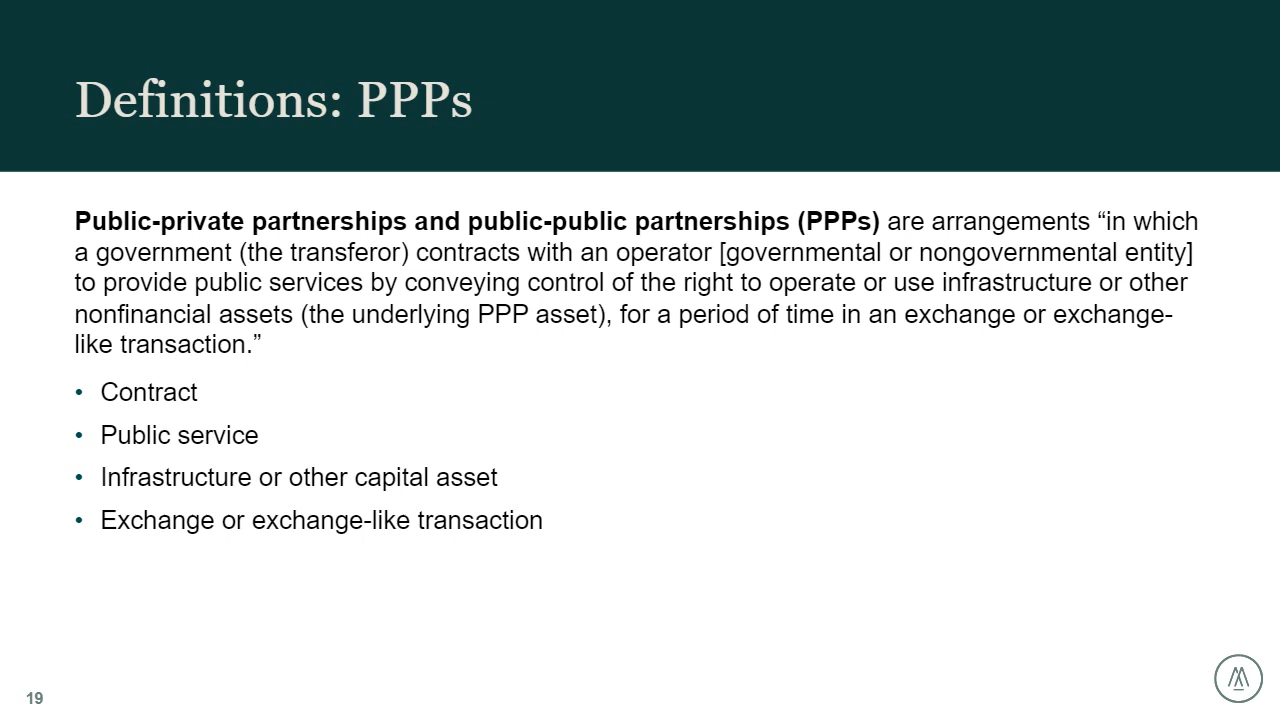 Definitions: PPPs
Public-private partnerships and public-public partnerships (PPPs) are arrangements “in which
a government (the transferor) contracts with an operator [governmental or nongovernmental entity]
to provide public services by conveying control of the right to operate or use infrastructure or other
nonfinancial assets (the underlying PPP asset), for a period of time in an exchange or exchange-
like transaction.”
• Contract
• Public service
• Infrastructure or other capital asset
• Exchange or exchange-like transaction
19